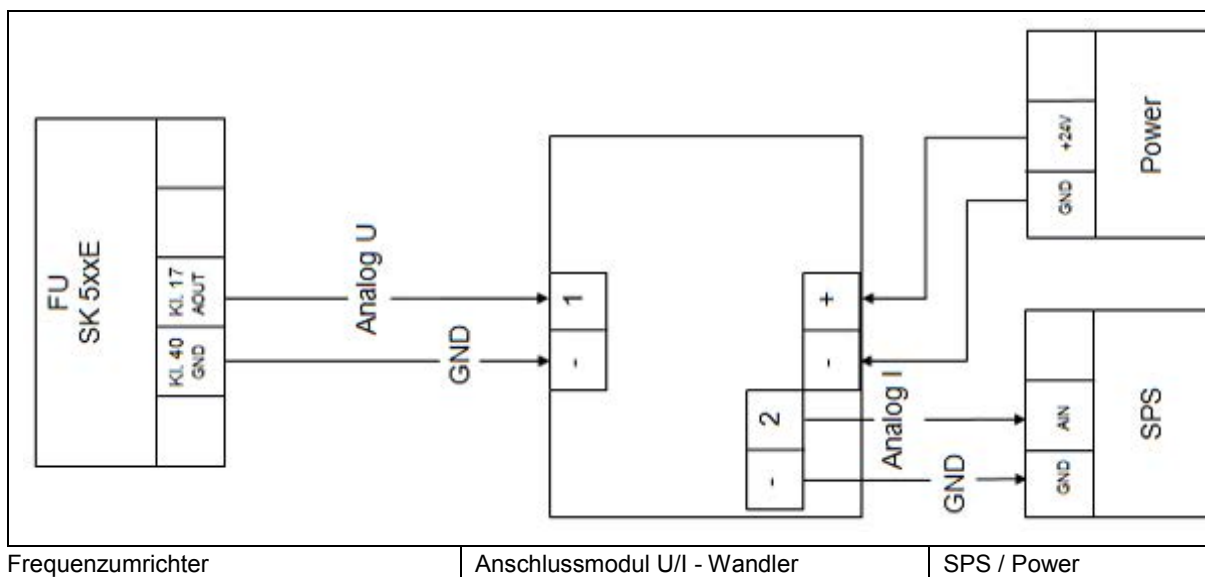 FU
SK 5xxE
Kl. 17
AOUT
Kl. 40
GND
Analog U
GND
1
-
+
-
2
-
Analog I
GND
+24V
GND
Power
AIN
GND
SPS
Frequenzumrichter
Anschlussmodul U/I - Wandler
SPS / Power